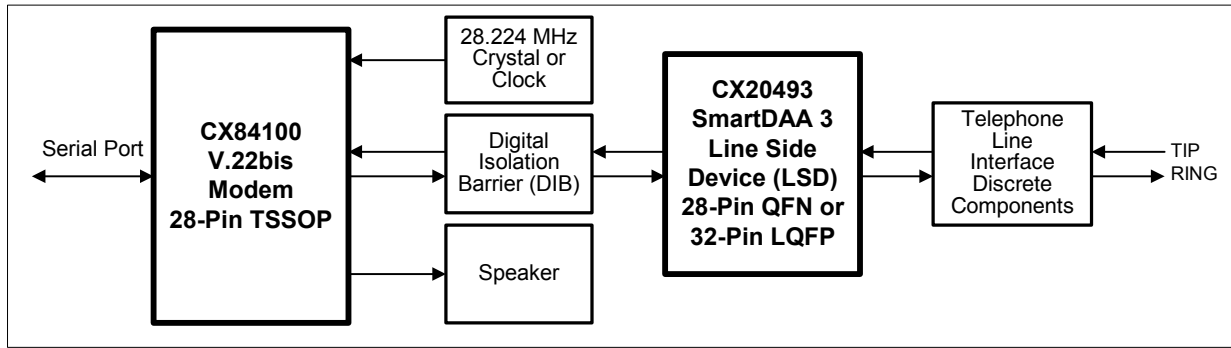 Serial Port
CX84100
V.22bis
Modem
28-Pin TSSOP
28.224 MHz
Crystal or
Clock
Digital
Isolation
Barrier (DIB)
Speaker
CX20493
SmartDAA 3
Line Side
Device (LSD)
28-Pin QFN or
32-Pin LQFP
Telephone
Line
Interface
Discrete
Components
TIP
RING